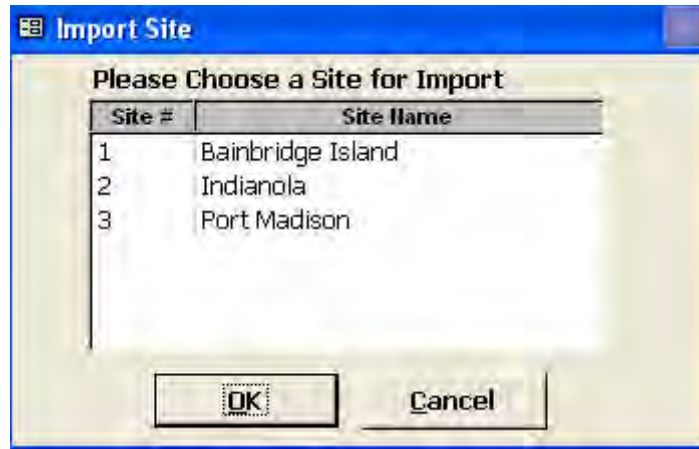 Import Site
Please Choose a Site for Import
Site # Site Name
1 Bainbridge Island
2 Indianola
3 Port Madison
OK Cancel